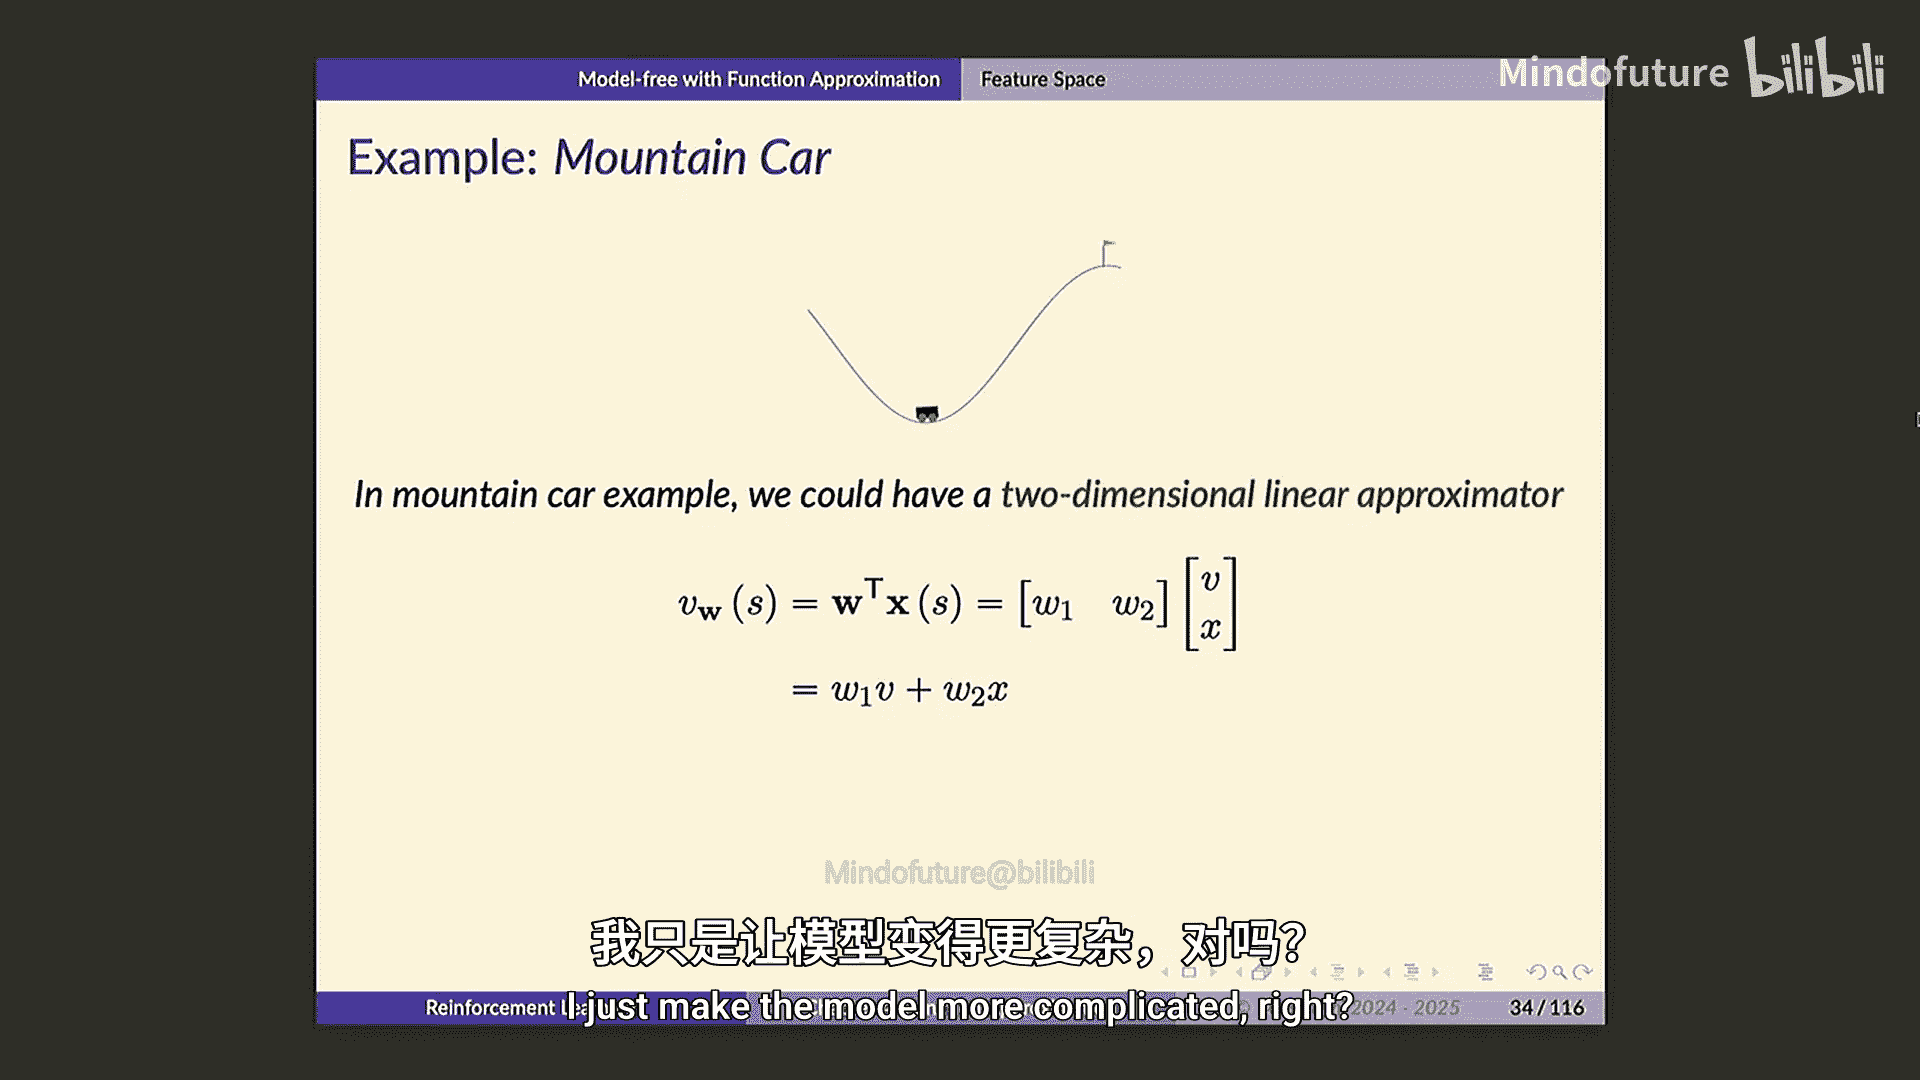 Model-free with Function Approximation
Feature Space
Mindofuture bilibili
Example: Mountain Car
In mountain car example, we could have a two-dimensional linear approximator
v_w (s) = w^T x (s) = [w_1 w_2] [v x]
= w_1 v + w_2 x
Mindofuture@bilibili
我只是让模型变得更复杂，对吗？
I just make the model more complicated, right?
Reinforcement
2024 - 2025
34 / 116